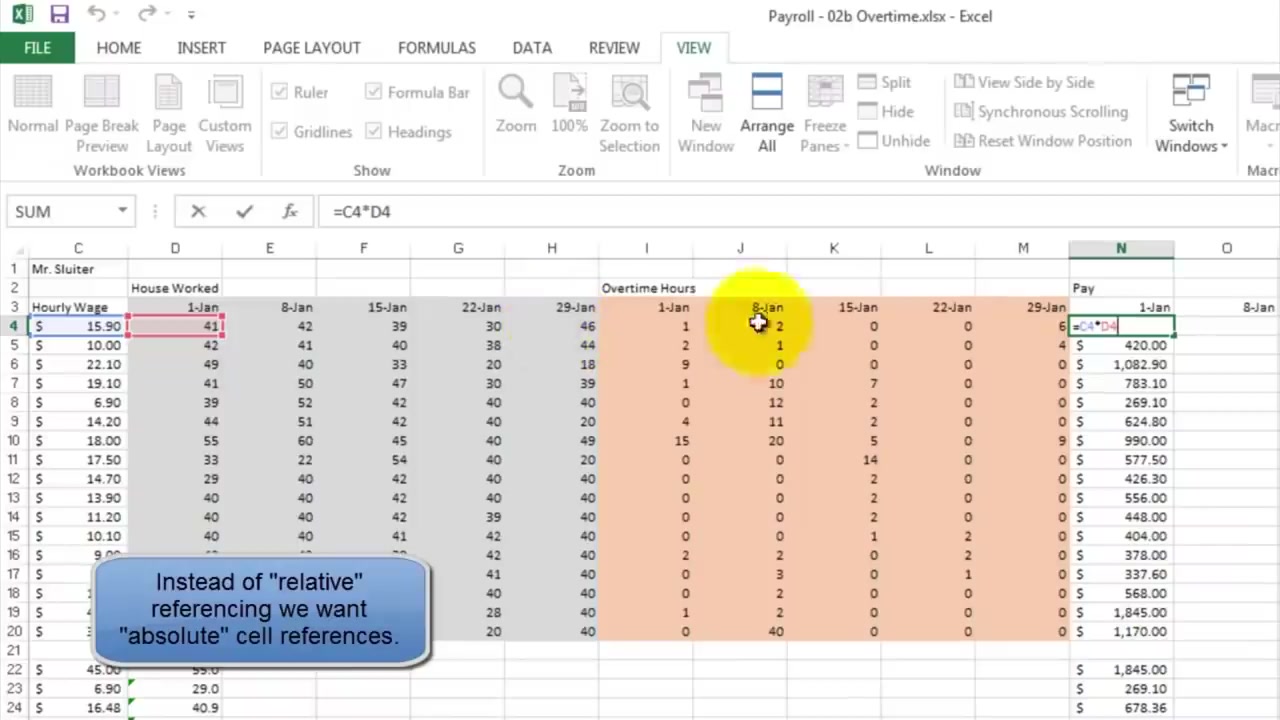 Payroll - 02b Overtime.xlsx - Excel
FILE HOME INSERT PAGE LAYOUT FORMULAS DATA REVIEW VIEW
Normal Page Break Preview Page Layout Custom Views
Workbook Views
Ruler Formula Bar
Gridlines Headings
Show
Zoom 100% Zoom to Selection
Zoom
New Window Arrange All Freeze Panes
Split View Side by Side
Hide Synchronous Scrolling
Unhide Reset Window Position
Switch Windows
Window
SUM fx =C4*D4
C D E F G H I J K L M N O
1 Mr. Sluiter
2 House Worked Overtime Hours Pay
3 Hourly Wage 1-Jan 8-Jan 15-Jan 22-Jan 29-Jan 1-Jan 8-Jan 15-Jan 22-Jan 29-Jan 1-Jan 8-Jan
4 $ 15.90 41 42 39 30 46 1 2 0 0 6 =C4*D4
5 $ 10.00 42 41 40 38 44 2 1 0 0 4 $ 420.00
6 $ 22.10 49 40 33 20 18 9 0 0 0 0 $ 1,082.90
7 $ 19.10 41 50 47 30 39 1 10 7 0 0 $ 783.10
8 $ 6.90 39 52 42 40 40 0 12 2 0 0 $ 269.10
9 $ 14.20 44 51 42 40 20 4 11 2 0 0 $ 624.80
10 $ 18.00 55 60 45 40 49 15 20 5 0 9 $ 990.00
11 $ 17.50 33 22 54 40 20 0 0 14 0 0 $ 577.50
12 $ 14.70 29 40 42 40 40 0 0 2 0 0 $ 426.30
13 $ 13.90 40 40 42 40 40 0 0 2 0 0 $ 556.00
14 $ 11.20 40 40 42 39 40 0 0 2 0 0 $ 448.00
15 $ 10.10 40 40 41 42 40 0 0 1 2 0 $ 404.00
16 $ 42 40 2 2 0 2 0 $ 378.00
17 $ 41 40 0 3 0 1 0 $ 337.60
18 $ 40 40 0 2 0 0 0 $ 568.00
19 $ 28 40 1 2 0 0 0 $ 1,845.00
20 $ 20 40 0 40 0 0 0 $ 1,170.00
21
22 $ 45.00 55.0 $ 1,845.00
23 $ 6.90 29.0 $ 269.10
24 $ 16.48 40.9 $ 678.36
Instead of "relative"
referencing we want
"absolute" cell references.